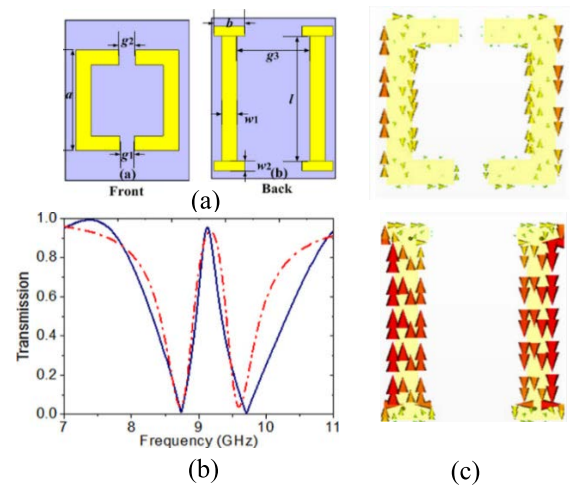 g2
a
g1
(a)
Front
b
g3
l
w1
w2
(b)
Back
(a)
Transmission
1.0
0.8
0.6
0.4
0.2
0.0
7 8 9 10 11
Frequency (GHz)
(b)
(c)